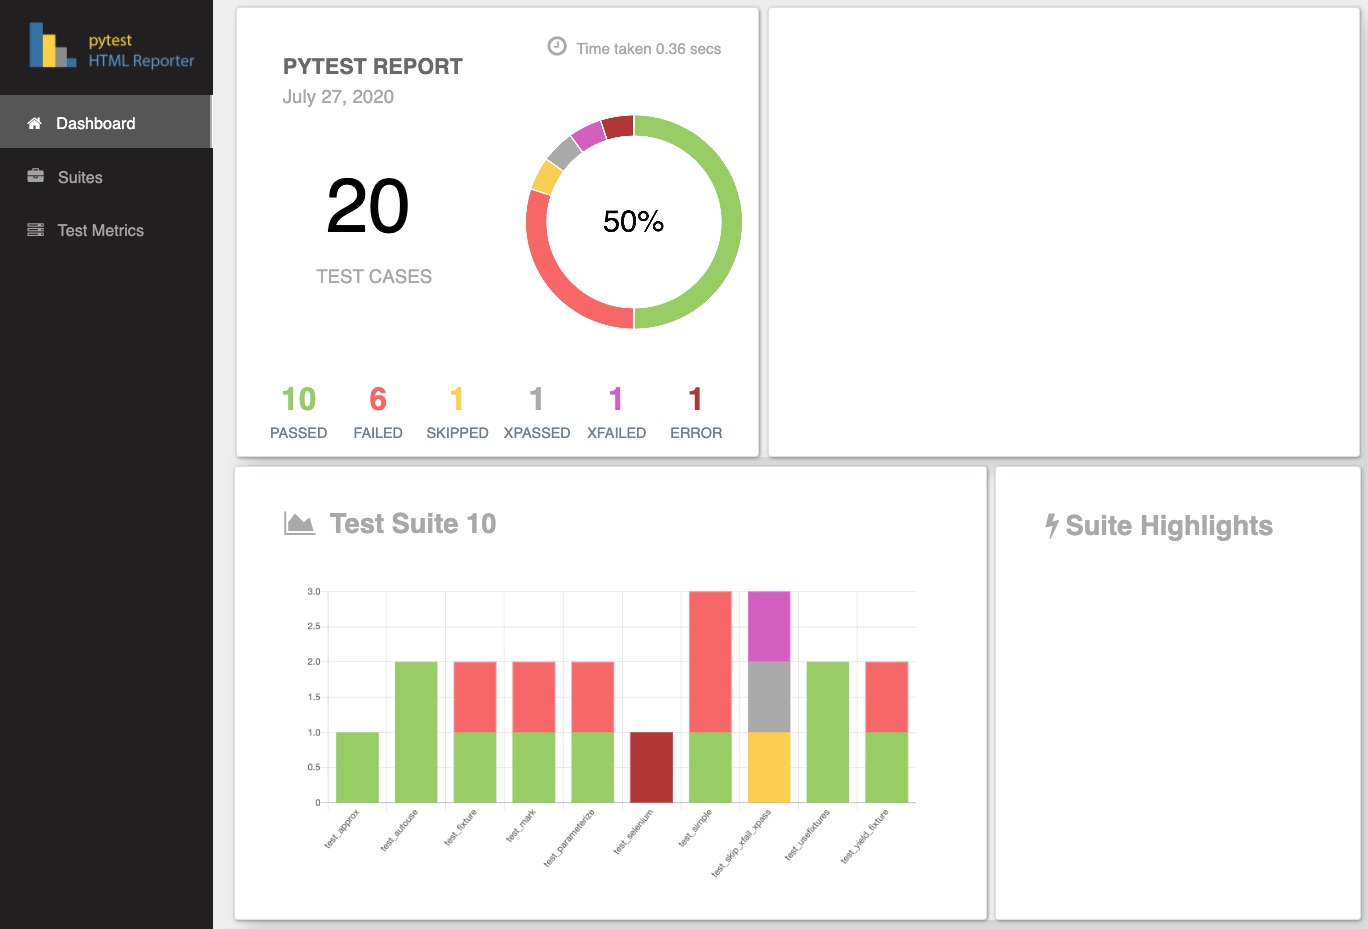 pytest
HTML Reporter
Dashboard
Suites
Test Metrics
Time taken 0.36 secs
PYTEST REPORT
July 27, 2020
20
TEST CASES
50%
10 6 1 1 1 1
PASSED FAILED SKIPPED XPASSED XFAILED ERROR
Test Suite 10
3.0
2.5
2.0
1.5
1.0
0.5
0
test_approx
test_autouse
test_fixture
test_mark
test_parameterize
test_selenium
test_simple
test_skip_xfail_xpass
test_usefixtures
test_yield_fixture
Suite Highlights